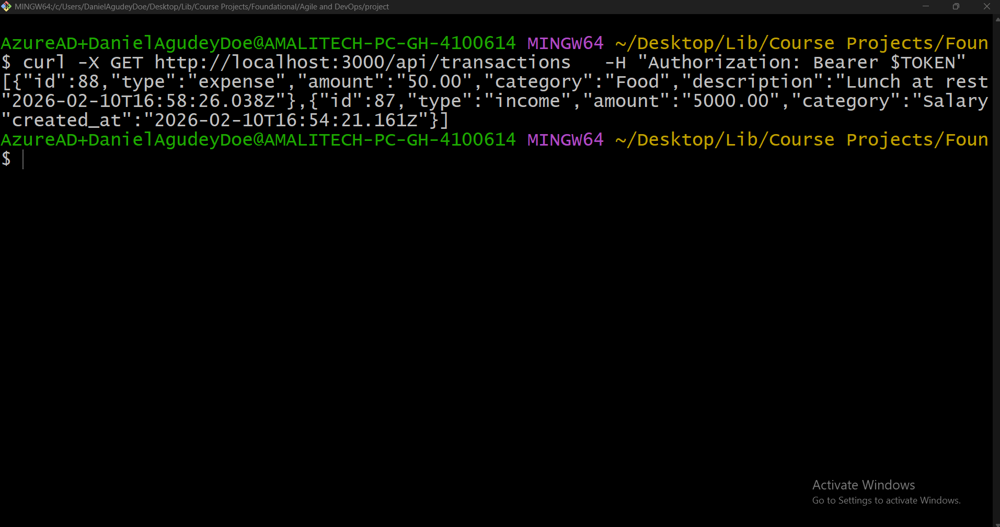 MINGW64:/c/Users/DanielAgudeyDoe/Desktop/Lib/Course Projects/Foundational/Agile and DevOps/project
AzureAD+DanielAgudeyDoe@AMALITECH-PC-GH-4100614 MINGW64 ~/Desktop/Lib/Course Projects/Foun
$ curl -X GET http://localhost:3000/api/transactions   -H "Authorization: Bearer $TOKEN"
[{"id":88,"type":"expense","amount":"50.00","category":"Food","description":"Lunch at rest
"2026-02-10T16:58:26.038Z"},{"id":87,"type":"income","amount":"5000.00","category":"Salary
"created_at":"2026-02-10T16:54:21.161Z"}]
AzureAD+DanielAgudeyDoe@AMALITECH-PC-GH-4100614 MINGW64 ~/Desktop/Lib/Course Projects/Foun
$
Activate Windows
Go to Settings to activate Windows.